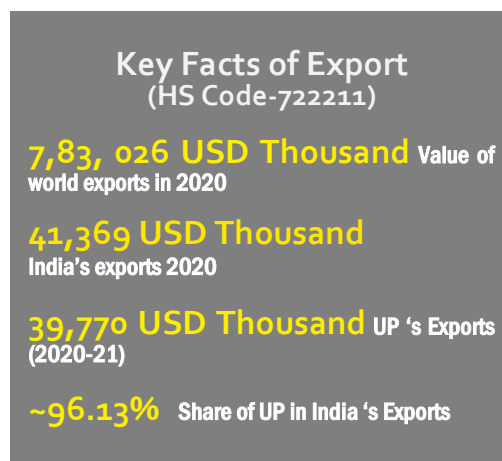 Key Facts of Export
(HS Code-722211)
7,83, 026 USD Thousand Value of
world exports in 2020
41,369 USD Thousand
India’s exports 2020
39,770 USD Thousand UP ‘s Exports
(2020-21)
~96.13% Share of UP in India ‘s Exports